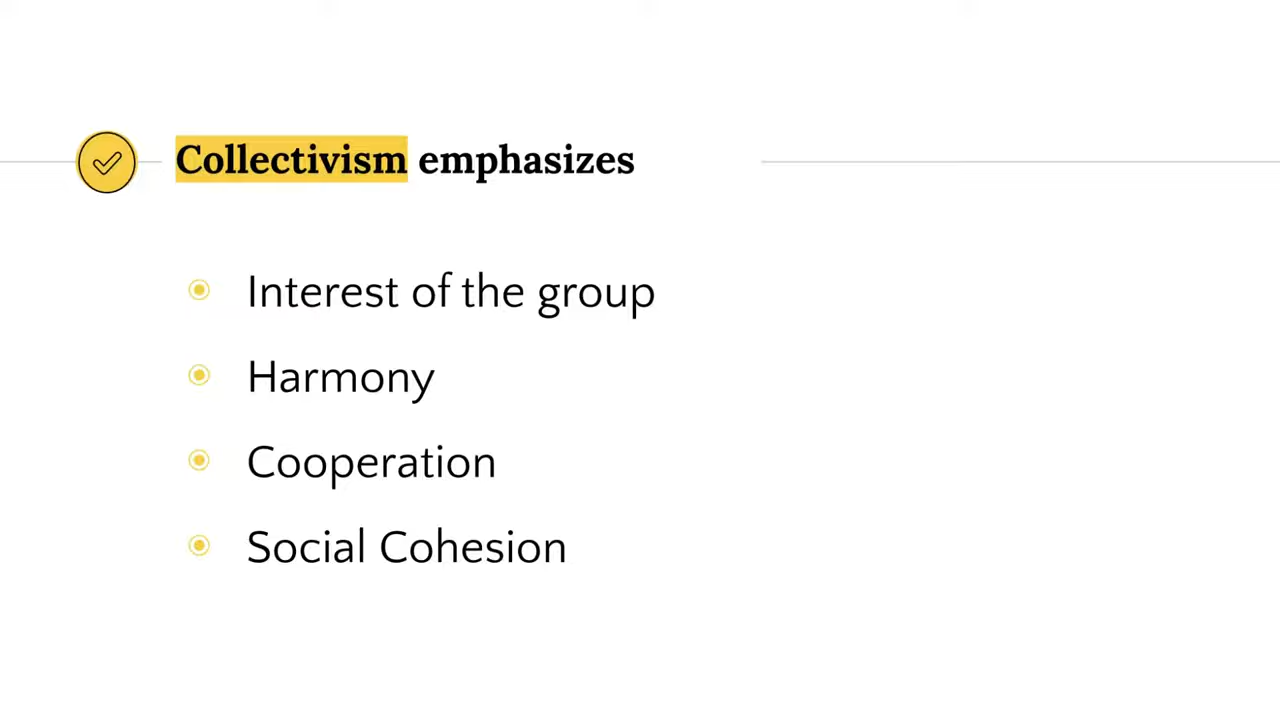 Collectivism emphasizes
Interest of the group
Harmony
Cooperation
Social Cohesion